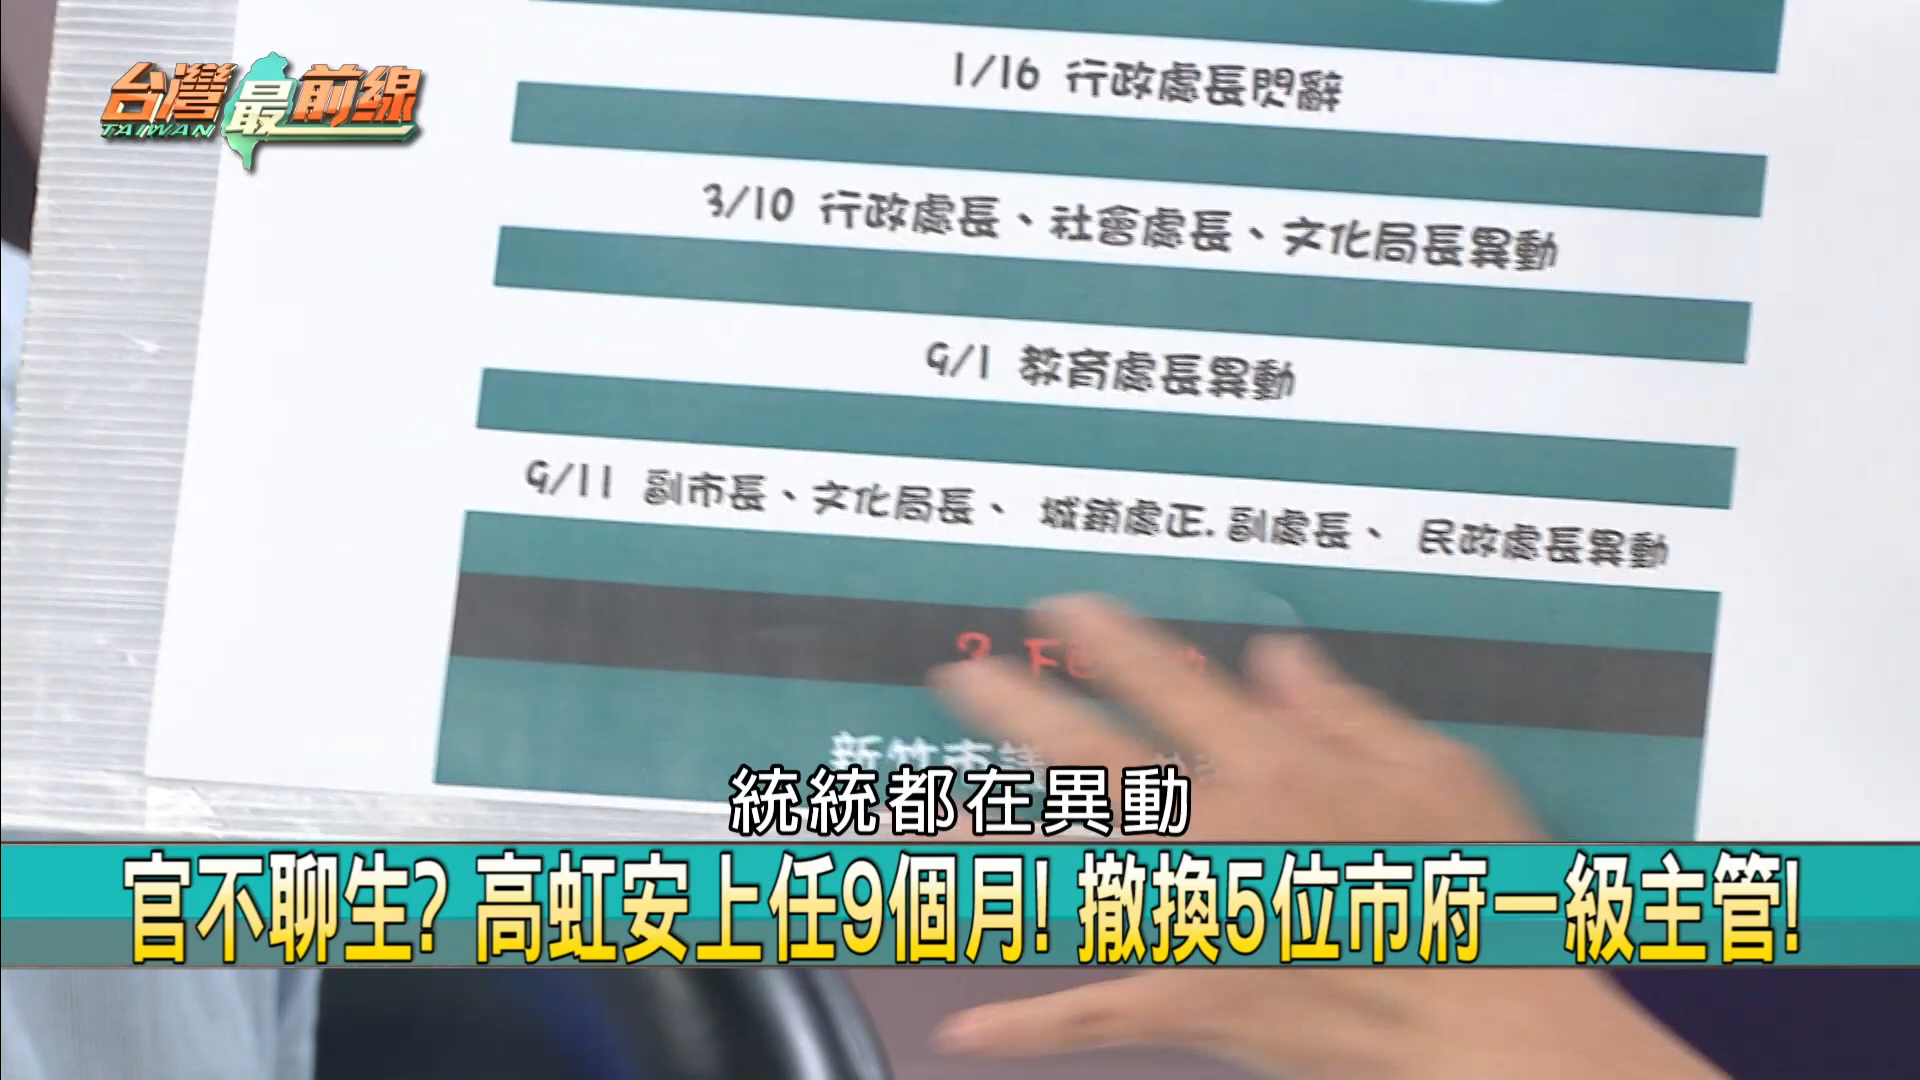 台灣最前線
TAIWAN
1/16 行政處長閃辭
3/10 行政處長、社會處長、文化局長異動
9/1 教育處長異動
9/11 副市長、文化局長、 城銷處正.副處長、 民政處長異動
新竹市議
統統都在異動
官不聊生? 高虹安上任9個月! 撤換5位市府一級主管!